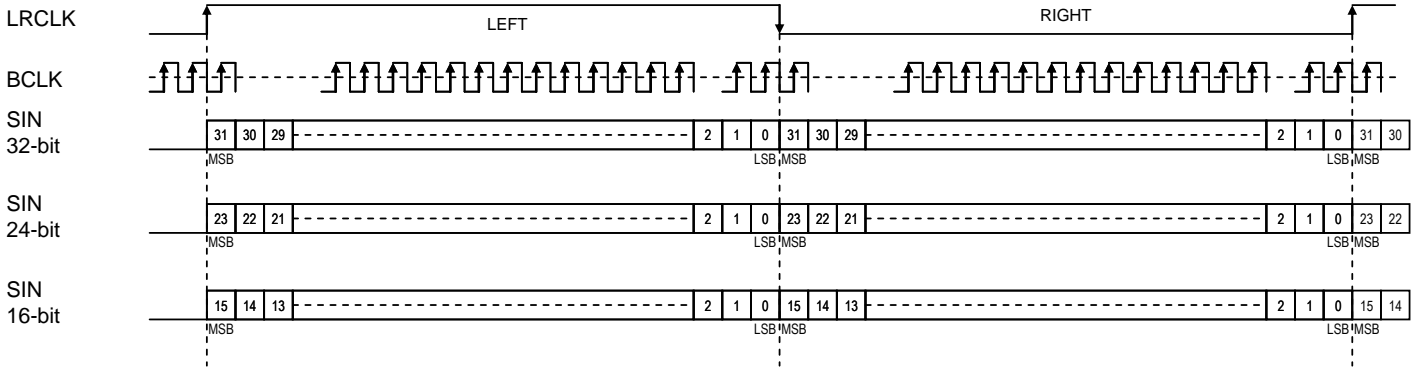 LRCLK
LEFT
RIGHT
BCLK
SIN
32-bit
31 30 29 2 1 0 31 30 29 2 1 0 31 30
MSB LSB MSB LSB MSB
SIN
24-bit
23 22 21 2 1 0 23 22 21 2 1 0 23 22
MSB LSB MSB LSB MSB
SIN
16-bit
15 14 13 2 1 0 15 14 13 2 1 0 15 14
MSB LSB MSB LSB MSB